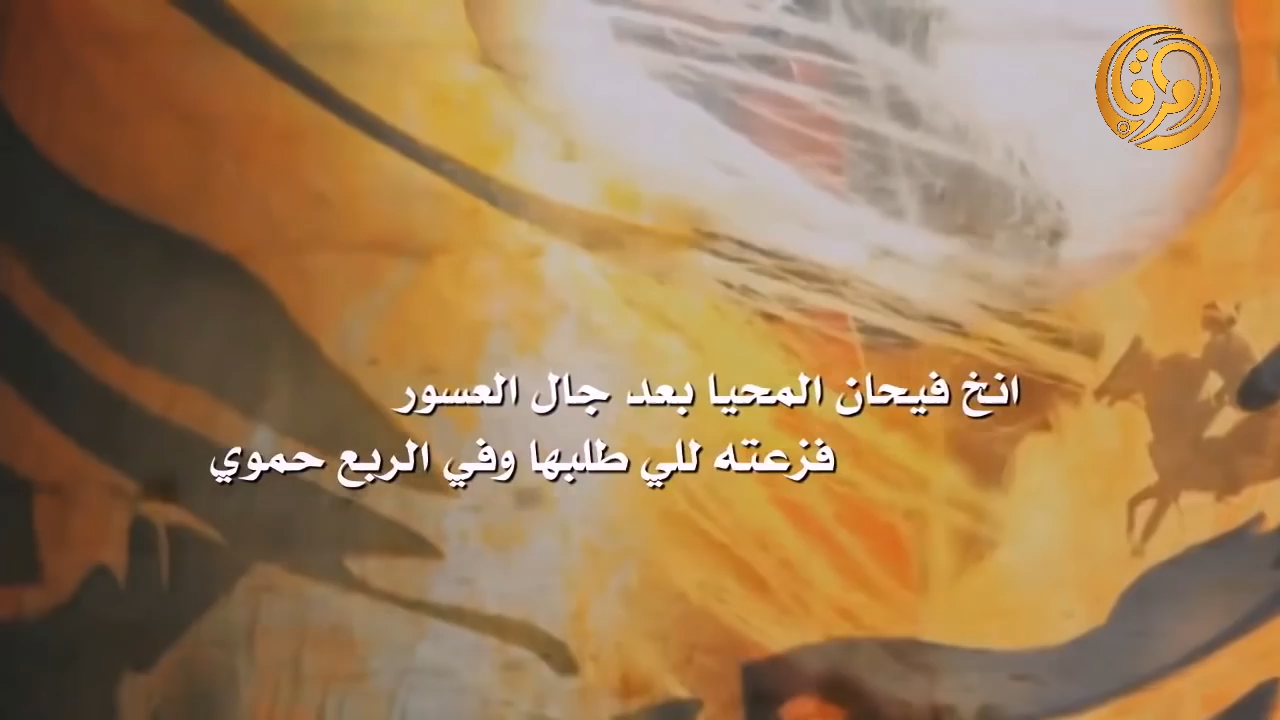 انخ فيحان المحيا بعد جال العسور
فزعته للي طلبها وفي الربع حموي